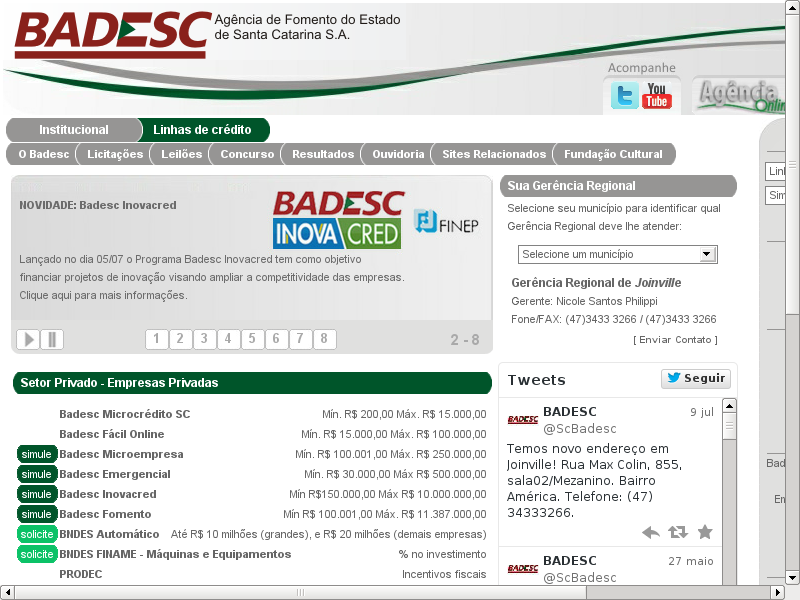 BADESC
Agência de Fomento do Estado
de Santa Catarina S.A.
Acompanhe
You
Tube
Agência
Online
Institucional
Linhas de crédito
O Badesc
Licitações
Leilões
Concurso
Resultados
Ouvidoria
Sites Relacionados
Fundação Cultural
NOVIDADE: Badesc Inovacred
BADESC
INOVACRED
FINEP
Lançado no dia 05/07 o Programa Badesc Inovacred tem como objetivo
financiar projetos de inovação visando ampliar a competitividade das empresas.
Clique aqui para mais informações.
1 2 3 4 5 6 7 8
2 - 8
Sua Gerência Regional
Selecione seu município para identificar qual
Gerência Regional deve lhe atender:
Selecione um município
Gerência Regional de Joinville
Gerente: Nicole Santos Philippi
Fone/FAX: (47)3433 3266 / (47)3433 3266
[ Enviar Contato ]
Setor Privado - Empresas Privadas
Badesc Microcrédito SC Mín. R$ 200,00 Máx. R$ 15.000,00
Badesc Fácil Online Mín. R$ 15.000,00 Máx. R$ 100.000,00
simule Badesc Microempresa Mín. R$ 100.001,00 Máx. R$ 250.000,00
simule Badesc Emergencial Mín. R$ 30.000,00 Máx R$ 500.000,00
simule Badesc Inovacred Mín R$150.000,00 Máx R$ 10.000.000,00
simule Badesc Fomento Mín R$ 100.001,00 Máx. R$ 11.387.000,00
solicite BNDES Automático Até R$ 10 milhões (grandes), e R$ 20 milhões (demais empresas)
solicite BNDES FINAME - Máquinas e Equipamentos % no investimento
PRODEC Incentivos fiscais
Tweets
Seguir
BADESC
BADESC 9 jul
@ScBadesc
Temos novo endereço em
Joinville! Rua Max Colin, 855,
sala02/Mezanino. Bairro
América. Telefone: (47)
34333266.
BADESC
BADESC 27 maio
@ScBadesc
Lin
Sim
Bad
En